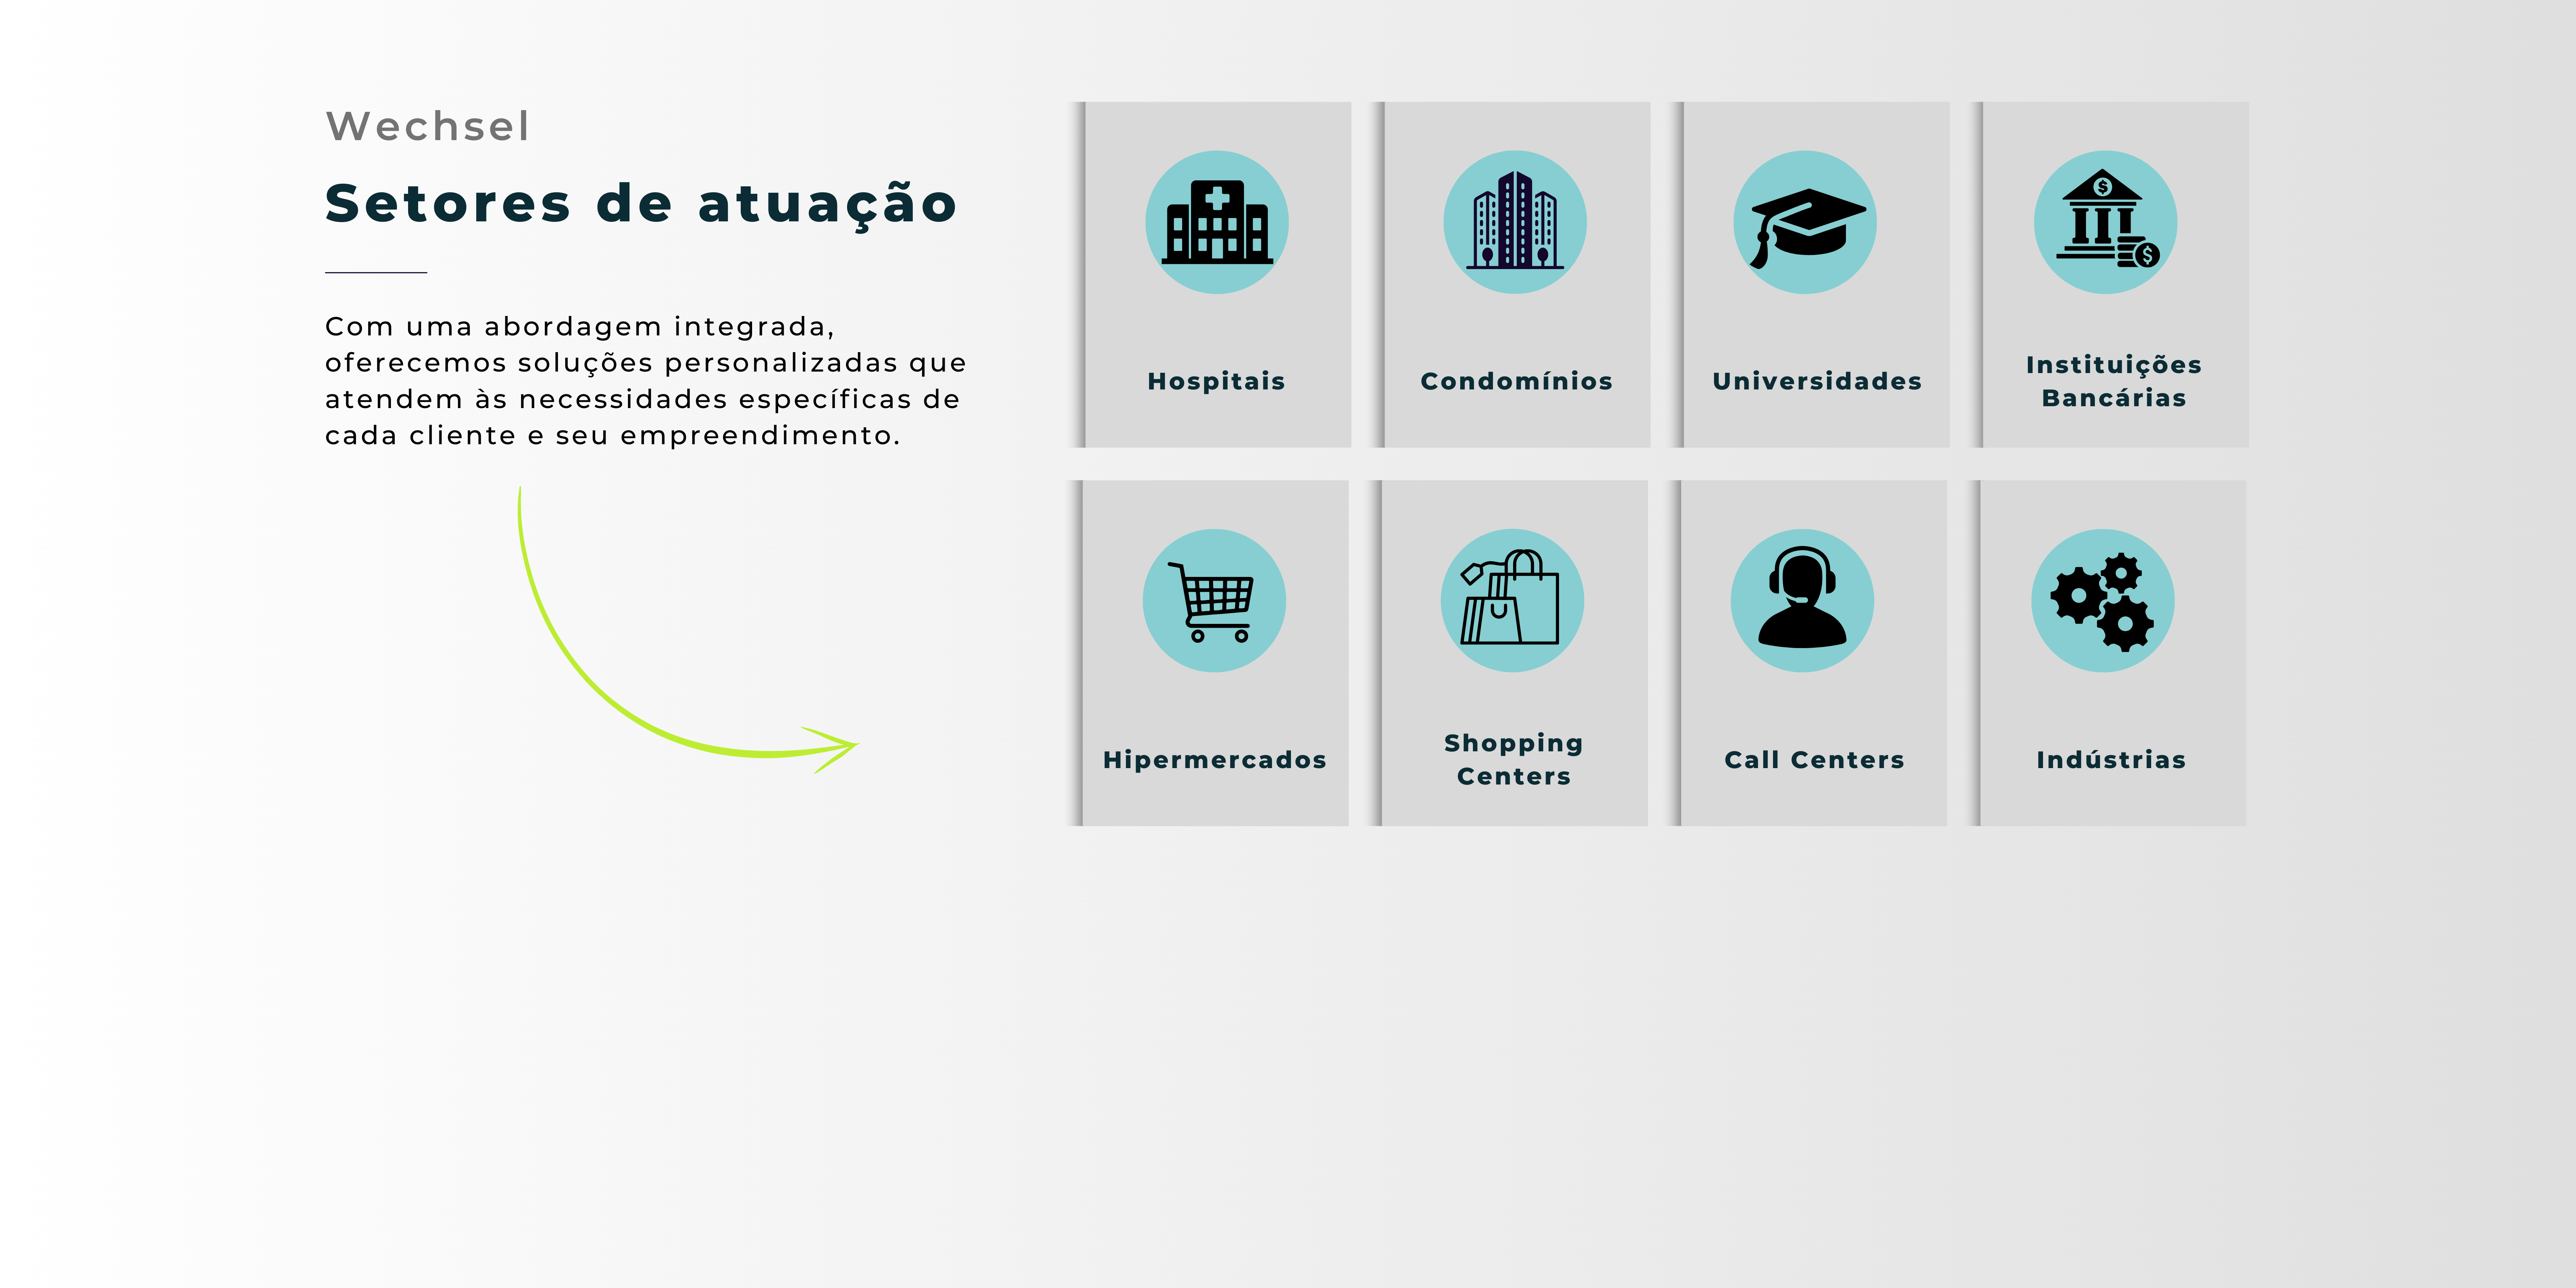 Wechsel
Setores de atuação
Com uma abordagem integrada,
oferecemos soluções personalizadas que
atendem às necessidades específicas de
cada cliente e seu empreendimento.
Hospitais
Condomínios
Universidades
Instituições
Bancárias
Hipermercados
Shopping
Centers
Call Centers
Indústrias